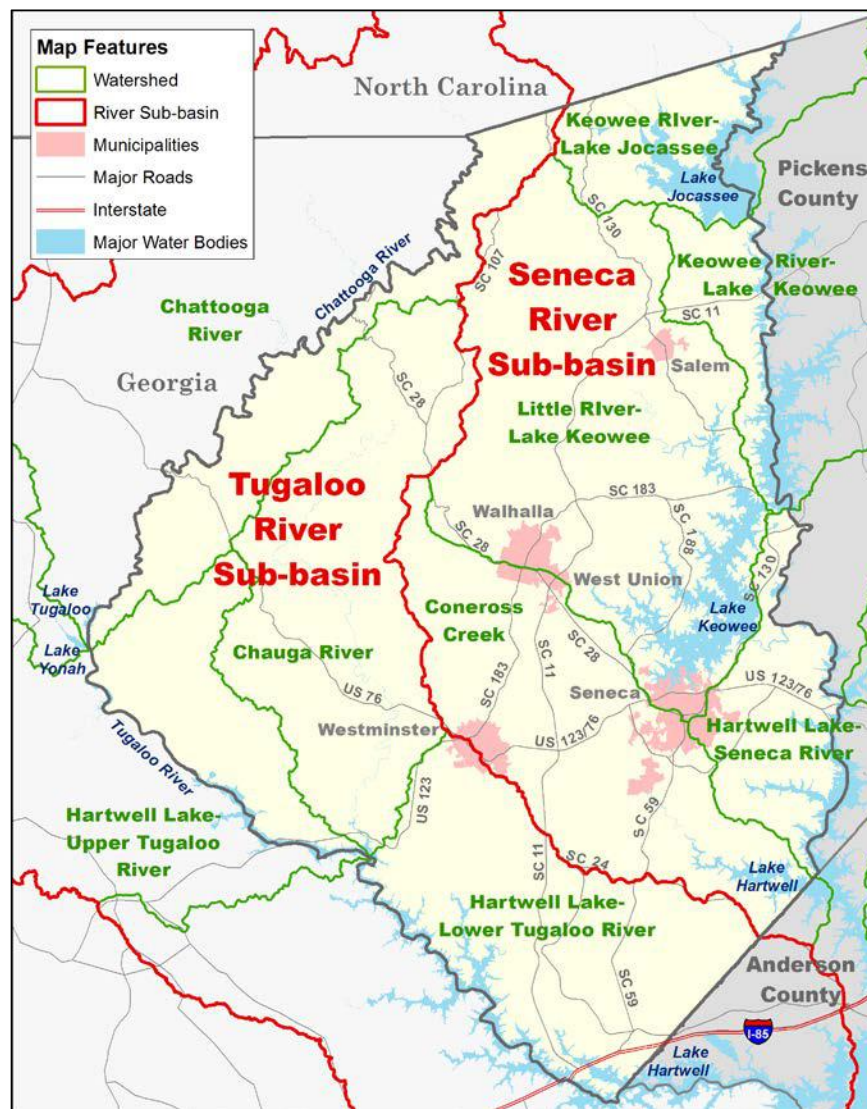 Map Features
Watershed
River Sub-basin
Municipalities
Major Roads
Interstate
Major Water Bodies
North Carolina
Keowee RIver-
Lake Jocassee
Lake
Jocassee
Pickens
County
SC 130
SC 107
Chattooga River
Chattooga
River
Georgia
Seneca
River
Sub-basin
Keowee River-
Lake Keowee
SC 11
Salem
SC 28
Little RIver-
Lake Keowee
Tugaloo
River
Sub-basin
Walhalla
SC 183
SC 188
SC 28
West Union
SC 130
Lake
Keowee
Lake
Tugaloo
Lake
Yonah
Coneross
Creek
Chauga River
SC 28
SC 183
SC 11
Seneca
US 123/76
US 76
Westminster
US 123/76
Hartwell Lake-
Seneca River
Tugaloo River
US 123
SC 59
Hartwell Lake-
Upper Tugaloo
River
SC 11
SC 24
Lake
Hartwell
Hartwell Lake-
Lower Tugaloo River
SC 59
Anderson
County
I-85
Lake
Hartwell